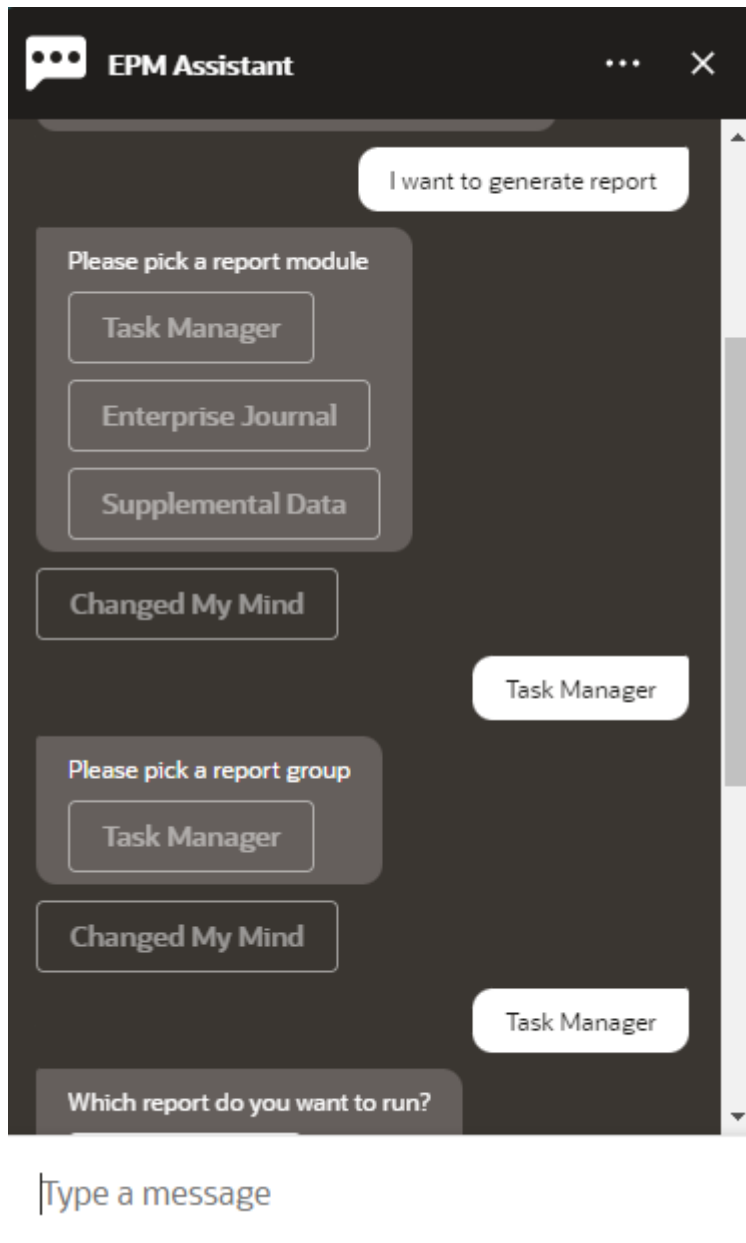 EPM Assistant
I want to generate report
Please pick a report module
Task Manager
Enterprise Journal
Supplemental Data
Changed My Mind
Task Manager
Please pick a report group
Task Manager
Changed My Mind
Task Manager
Which report do you want to run?
Type a message